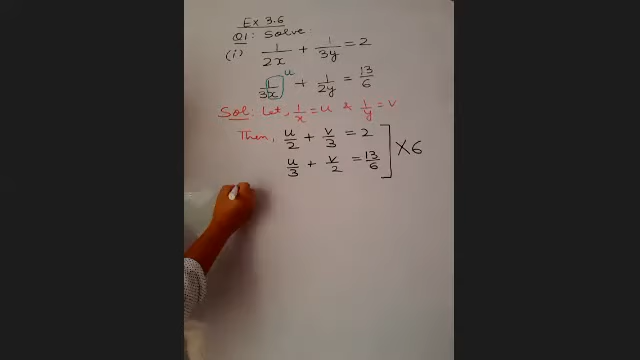 Ex 3.6
Q1: Solve
(i) 1/2x + 1/3y = 2
1/3x u + 1/2y = 13/6
Sol: Let, 1/x = u & 1/y = v
Then, u/2 + v/3 = 2
u/3 + v/2 = 13/6 ] ×6